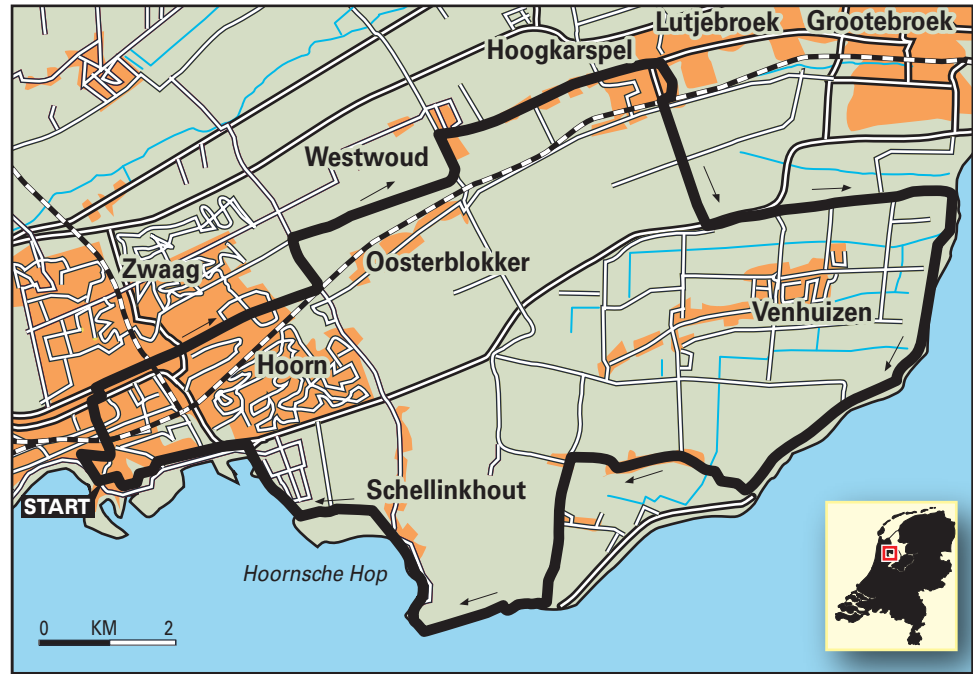 Lutjebroek
Grootebroek
Hoogkarspel
Westwoud
Zwaag
Oosterblokker
Venhuizen
Hoorn
Schellinkhout
START
Hoornsche Hop
0 KM 2